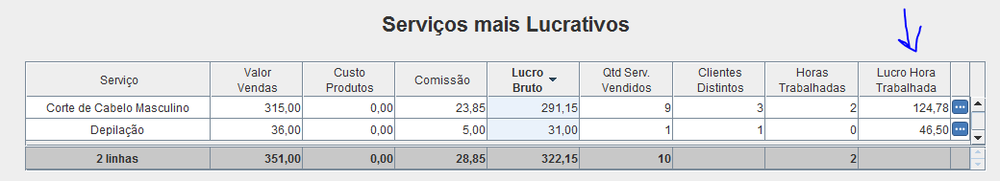 Serviços mais Lucrativos
Serviço Valor Vendas Custo Produtos Comissão Lucro Bruto Qtd Serv. Vendidos Clientes Distintos Horas Trabalhadas Lucro Hora Trabalhada
Corte de Cabelo Masculino 315,00 0,00 23,85 291,15 9 3 2 124,78
Depilação 36,00 0,00 5,00 31,00 1 1 0 46,50
2 linhas 351,00 0,00 28,85 322,15 10 2